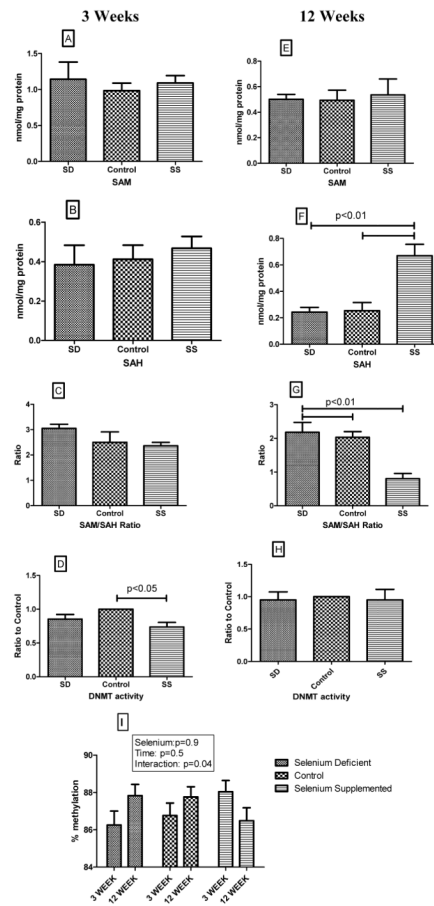 3 Weeks
12 Weeks
A
nmol/mg protein
1.5
1.0
0.5
0.0
SD
Control
SS
SAM
E
nmol/mg protein
0.8
0.6
0.4
0.2
0.0
SD
Control
SS
SAM
B
nmol/mg protein
0.6
0.4
0.2
0.0
SD
Control
SS
SAH
F
p<0.01
nmol/mg protein
0.8
0.6
0.4
0.2
0.0
SD
Control
SS
SAH
C
Ratio
4
3
2
1
0
SD
Control
SS
SAM/SAH Ratio
G
p<0.01
Ratio
3
2
1
0
SD
Control
SS
SAM/SAH Ratio
D
p<0.05
Ratio to Control
1.5
1.0
0.5
0.0
SD
Control
SS
DNMT activity
H
Ratio to Control
1.5
1.0
0.5
0.0
SD
Control
SS
DNMT activity
I
Selenium:p=0.9
Time: p=0.5
Interaction: p=0.04
% methylation
90
88
86
84
3 WEEK
12 WEEK
3 WEEK
12 WEEK
3 WEEK
12 WEEK
Selenium Deficient
Control
Selenium Supplemented